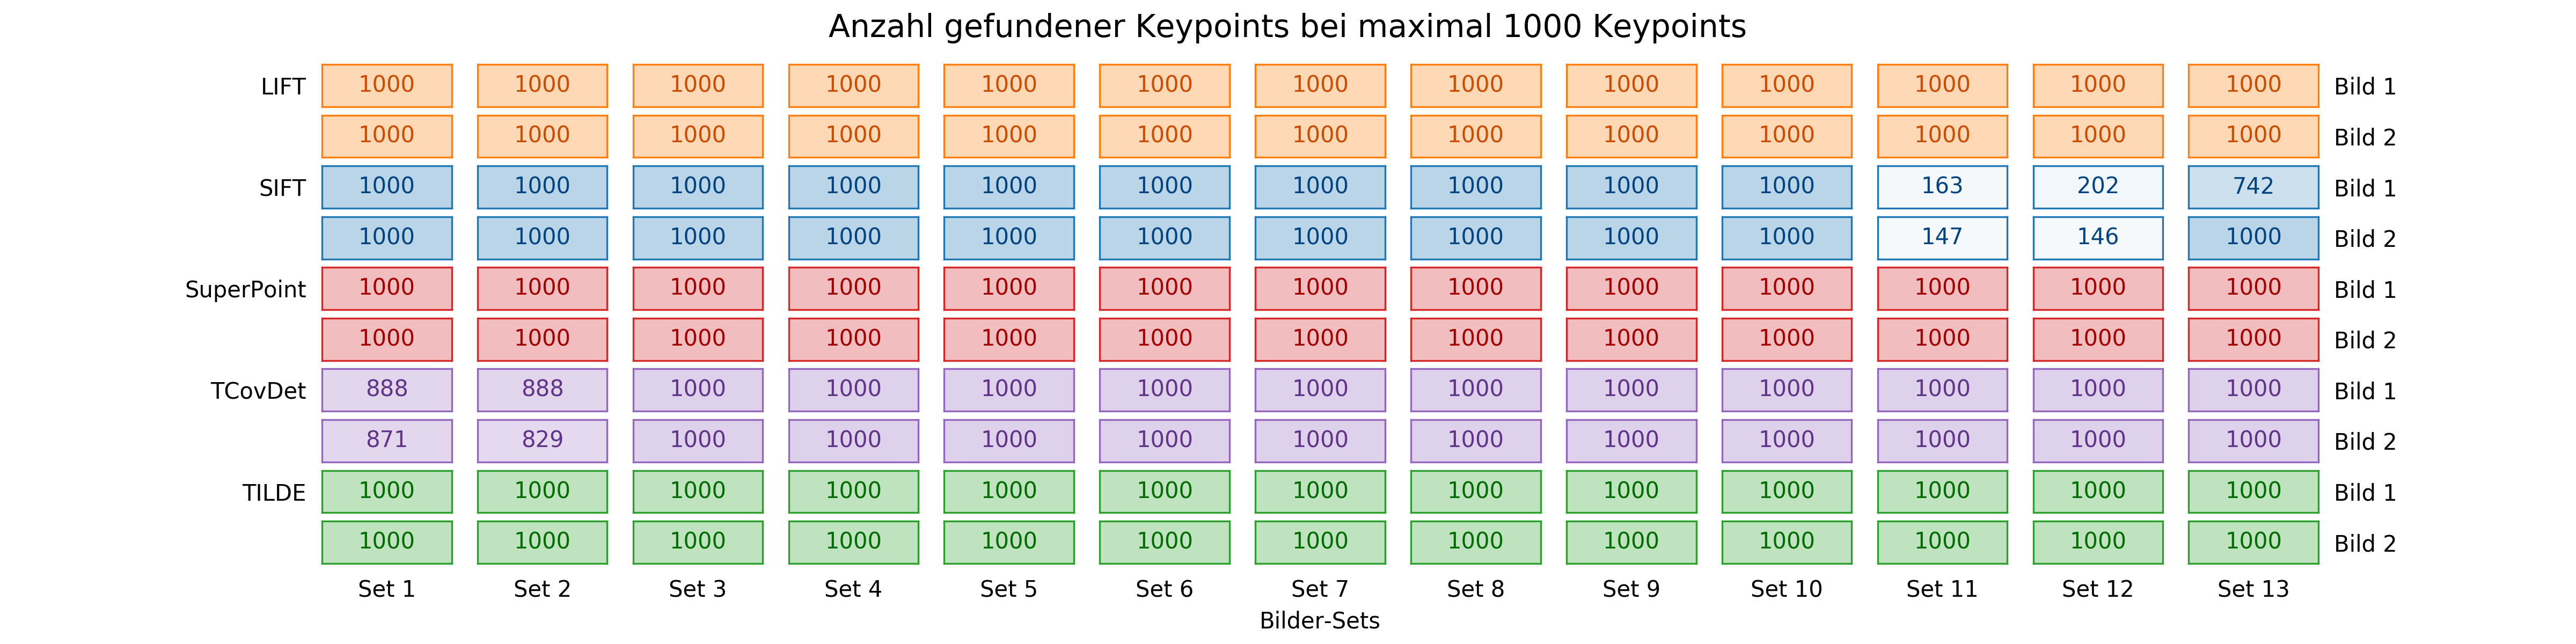 Anzahl gefundener Keypoints bei maximal 1000 Keypoints
LIFT 1000 1000 1000 1000 1000 1000 1000 1000 1000 1000 1000 1000 1000 Bild 1
1000 1000 1000 1000 1000 1000 1000 1000 1000 1000 1000 1000 1000 Bild 2
SIFT 1000 1000 1000 1000 1000 1000 1000 1000 1000 1000 163 202 742 Bild 1
1000 1000 1000 1000 1000 1000 1000 1000 1000 1000 147 146 1000 Bild 2
SuperPoint 1000 1000 1000 1000 1000 1000 1000 1000 1000 1000 1000 1000 1000 Bild 1
1000 1000 1000 1000 1000 1000 1000 1000 1000 1000 1000 1000 1000 Bild 2
TCovDet 888 888 1000 1000 1000 1000 1000 1000 1000 1000 1000 1000 1000 Bild 1
871 829 1000 1000 1000 1000 1000 1000 1000 1000 1000 1000 1000 Bild 2
TILDE 1000 1000 1000 1000 1000 1000 1000 1000 1000 1000 1000 1000 1000 Bild 1
1000 1000 1000 1000 1000 1000 1000 1000 1000 1000 1000 1000 1000 Bild 2
Set 1 Set 2 Set 3 Set 4 Set 5 Set 6 Set 7 Set 8 Set 9 Set 10 Set 11 Set 12 Set 13
Bilder-Sets